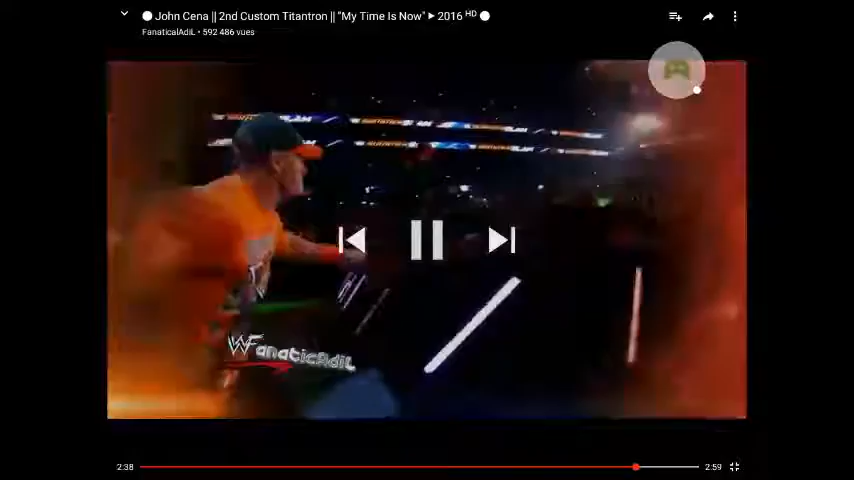 ● John Cena || 2nd Custom Titantron || "My Time Is Now" ▶ 2016 ᴴᴰ ●
FanaticalAdiL • 592 486 vues
WFanaticAdiL
2:38
2:59